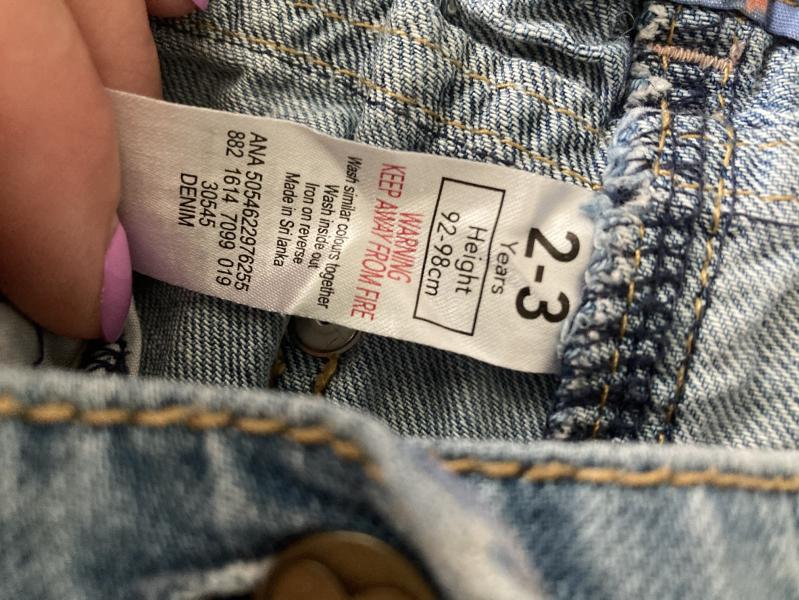 2-3
Years
Height
92-98cm
WARNING
KEEP AWAY FROM FIRE
Wash similar colours together
Wash inside out
Iron on reverse
Made in Sri lanka
ANA 5054622976255
882 1614 7099 019
30545
DENIM